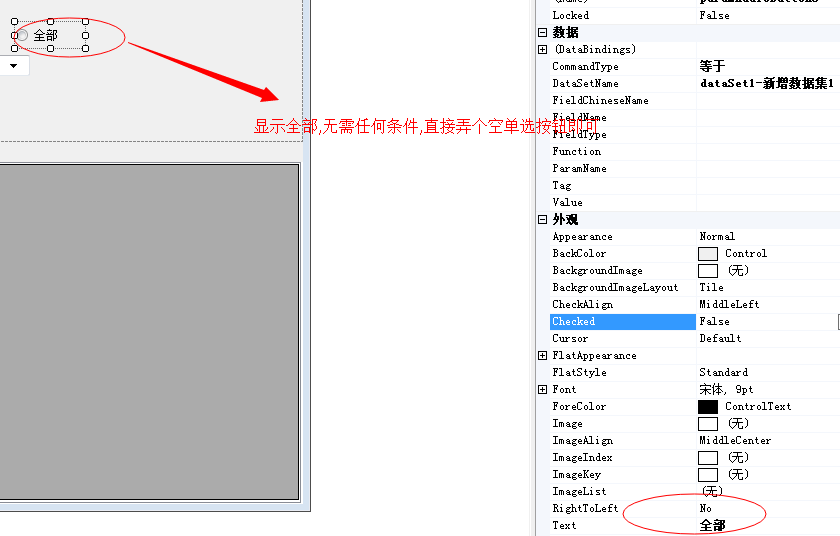 全部
显示全部,无需任何条件,直接弄个空单选按钮即可
Locked False
数据
(DataBindings)
CommandType 等于
DataSetName dataSet1-新增数据集1
FieldChineseName
FieldName
FieldType
Function
ParamName
Tag
Value
外观
Appearance Normal
BackColor Control
BackgroundImage (无)
BackgroundImageLayout Tile
CheckAlign MiddleLeft
Checked False
Cursor Default
FlatAppearance
FlatStyle Standard
Font 宋体, 9pt
ForeColor ControlText
Image (无)
ImageAlign MiddleCenter
ImageIndex (无)
ImageKey (无)
ImageList (无)
RightToLeft No
Text 全部